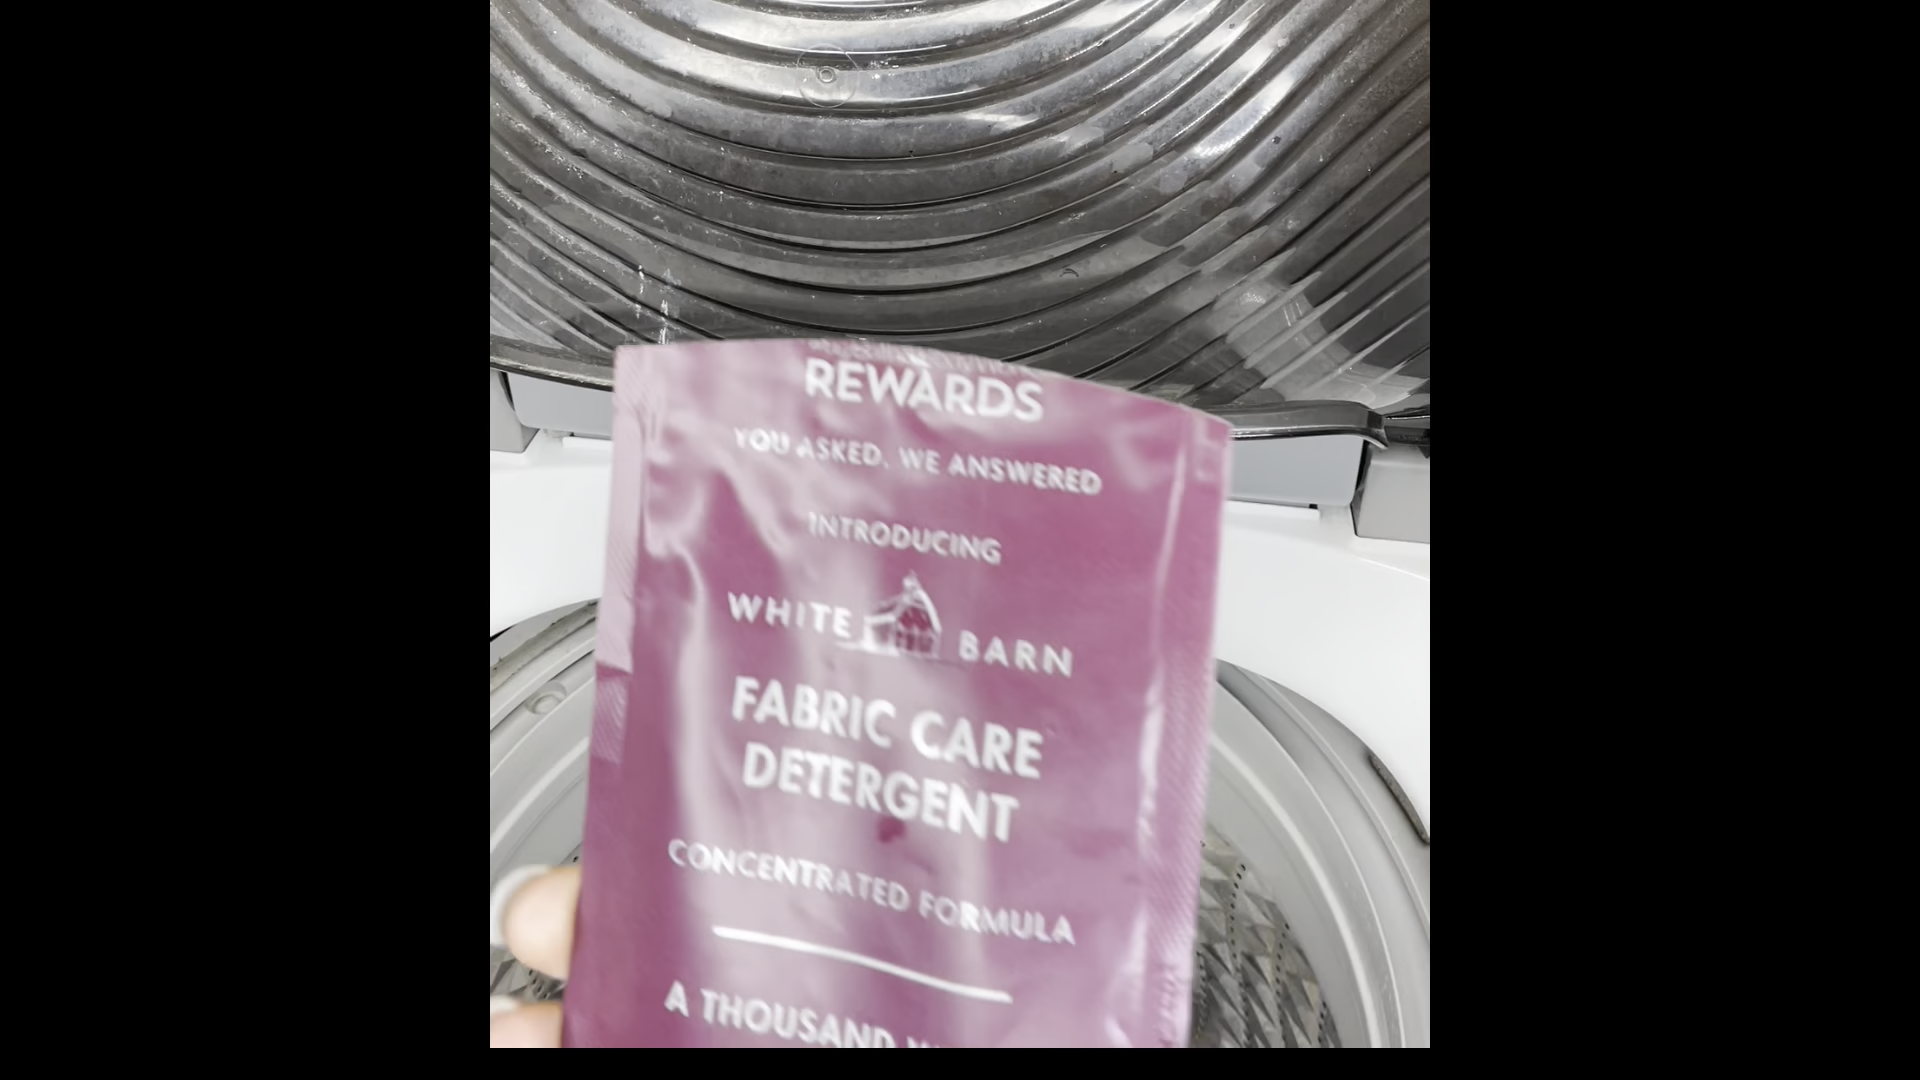 REWARDS
YOU ASKED, WE ANSWERED
INTRODUCING
WHITE BARN
FABRIC CARE
DETERGENT
CONCENTRATED FORMULA
A THOUSAND